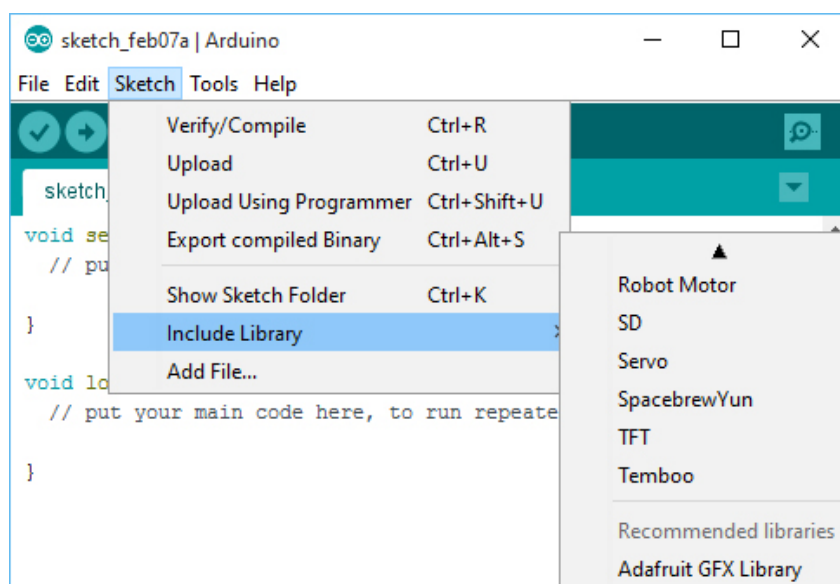 sketch_feb07a | Arduino
File Edit Sketch Tools Help
Verify/Compile Ctrl+R
Upload Ctrl+U
Upload Using Programmer Ctrl+Shift+U
Export compiled Binary Ctrl+Alt+S
Show Sketch Folder Ctrl+K
Include Library
Add File...
sketch_
void se
// pu
}
void lo
// put your main code here, to run repeate
}
Robot Motor
SD
Servo
SpacebrewYun
TFT
Temboo
Recommended libraries
Adafruit GFX Library